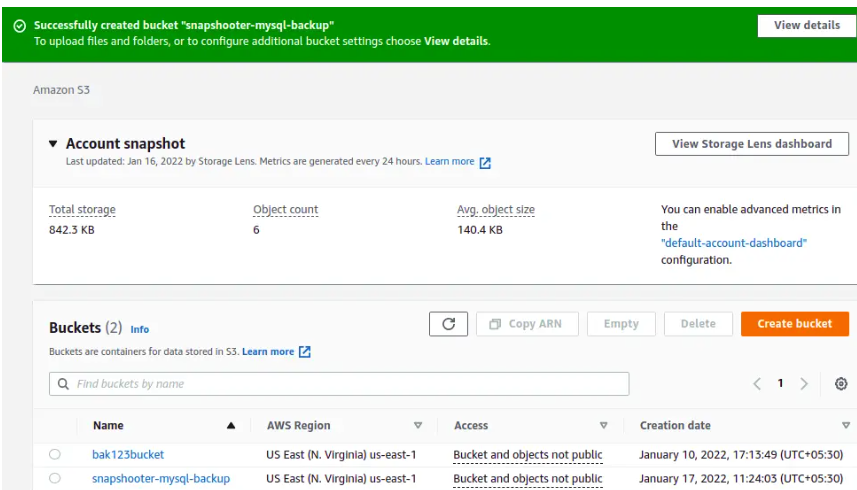 Successfully created bucket "snapshooter-mysql-backup"
View details
To upload files and folders, or to configure additional bucket settings choose View details.
Amazon S3
Account snapshot
View Storage Lens dashboard
Last updated: Jan 16, 2022 by Storage Lens. Metrics are generated every 24 hours. Learn more
Total storage
Object count
Avg. object size
You can enable advanced metrics in
the
"default-account-dashboard"
configuration.
842.3 KB
6
140.4 KB
Buckets (2) Info
Copy ARN
Empty
Delete
Create bucket
Buckets are containers for data stored in S3. Learn more
Find buckets by name
1
Name
AWS Region
Access
Creation date
bak123bucket
US East (N. Virginia) us-east-1
Bucket and objects not public
January 10, 2022, 17:13:49 (UTC+05:30)
snapshooter-mysql-backup
US East (N. Virginia) us-east-1
Bucket and objects not public
January 17, 2022, 11:24:03 (UTC+05:30)